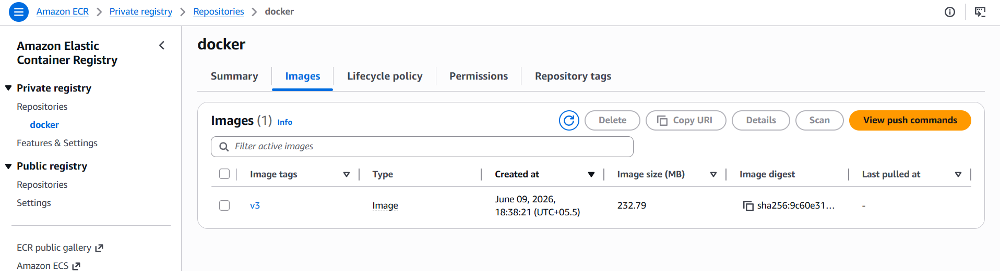 Amazon ECR > Private registry > Repositories > docker
Amazon Elastic
Container Registry
Private registry
Repositories
docker
Features & Settings
Public registry
Repositories
Settings
ECR public gallery
Amazon ECS
docker
Summary Images Lifecycle policy Permissions Repository tags
Images (1) Info Delete Copy URI Details Scan View push commands
Filter active images
Image tags Type Created at Image size (MB) Image digest Last pulled at
v3 Image June 09, 2026, 232.79 sha256:9c60e31... -
18:38:21 (UTC+05.5)